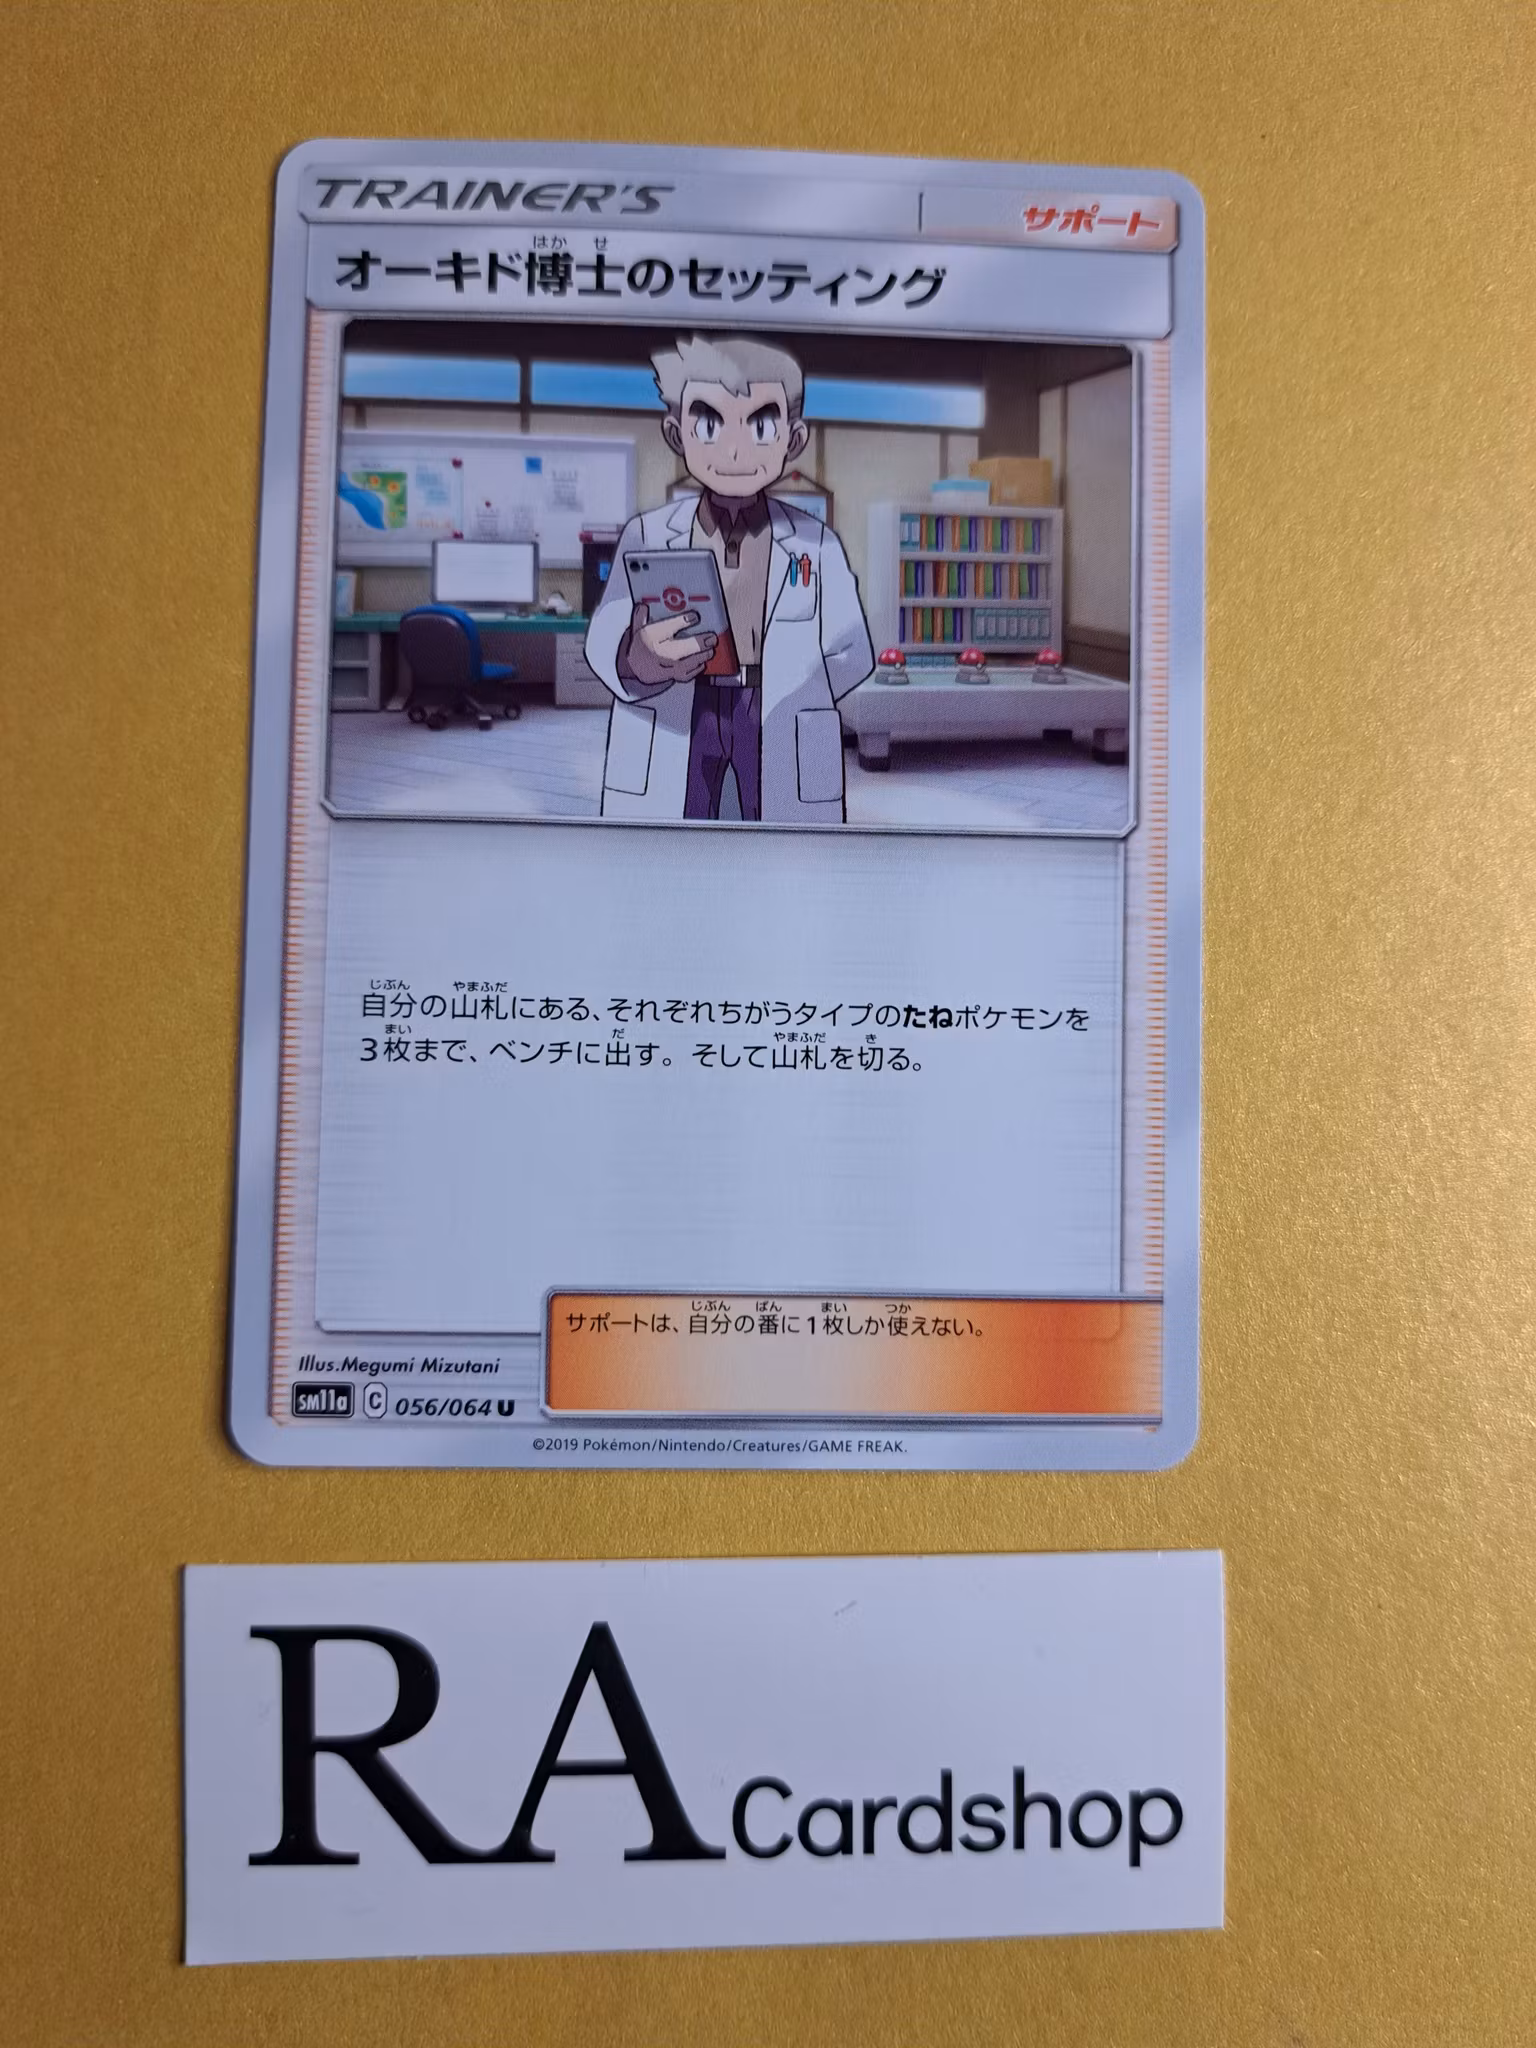 TRAINER'S
サポート
はかせ
オーキド博士のセッティング
じぶん やまふだ
自分の山札にある、それぞれちがうタイプのたねポケモンを
まい だ やまふだ き
3枚まで、ベンチに出す。そして山札を切る。
じぶん ばん まい つか
サポートは、自分の番に1枚しか使えない。
Illus.Megumi Mizutani
SM11a C 056/064 U
©2019 Pokémon/Nintendo/Creatures/GAME FREAK.
RA Cardshop